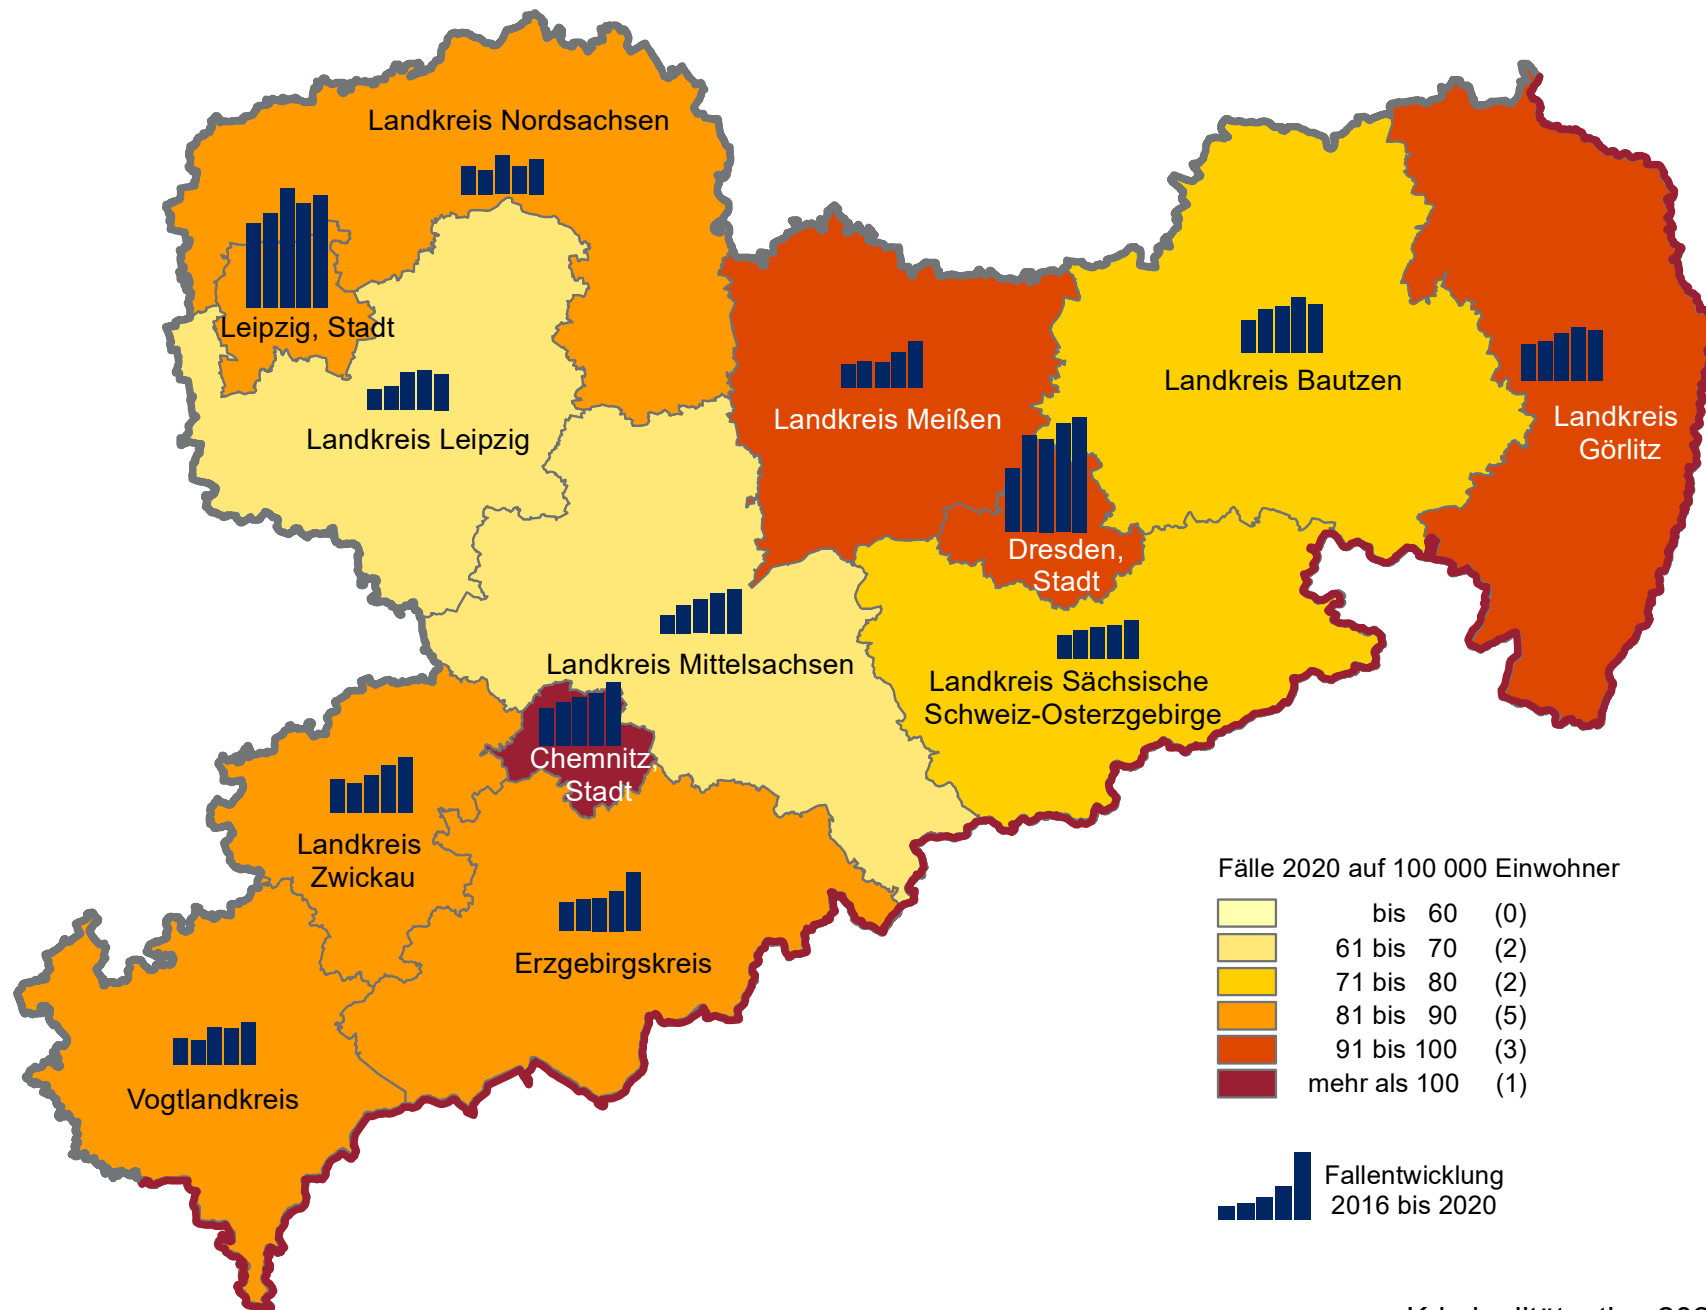 Landkreis Nordsachsen
Leipzig, Stadt
Landkreis Bautzen
Landkreis Meißen
Landkreis
Görlitz
Landkreis Leipzig
Dresden,
Stadt
Landkreis Mittelsachsen
Landkreis Sächsische
Schweiz-Osterzgebirge
Chemnitz,
Stadt
Landkreis
Zwickau
Erzgebirgskreis
Vogtlandkreis
Fälle 2020 auf 100 000 Einwohner
bis 60 (0)
61 bis 70 (2)
71 bis 80 (2)
81 bis 90 (5)
91 bis 100 (3)
mehr als 100 (1)
Fallentwicklung
2016 bis 2020